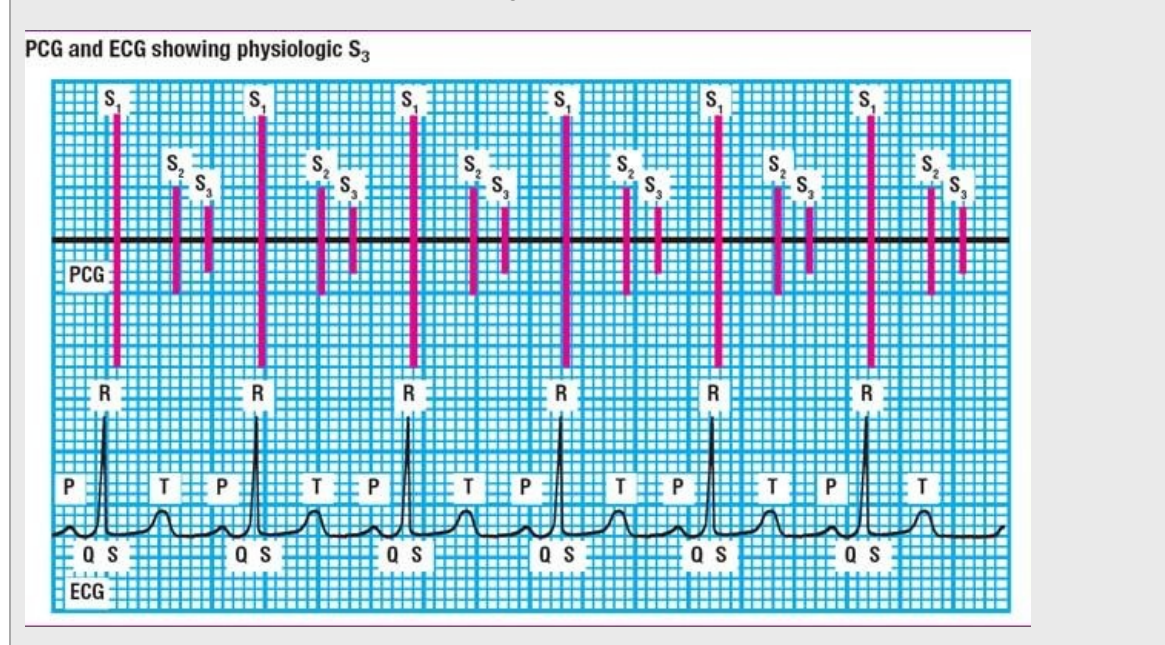 PCG and ECG showing physiologic S₃
S₁ S₁ S₁ S₁ S₁ S₁
S₂ S₂ S₂ S₂ S₂ S₂
S₃ S₃ S₃ S₃ S₃ S₃
PCG
R R R R R R
P T P T P T P T P T P T
Q S Q S Q S Q S Q S Q S
ECG